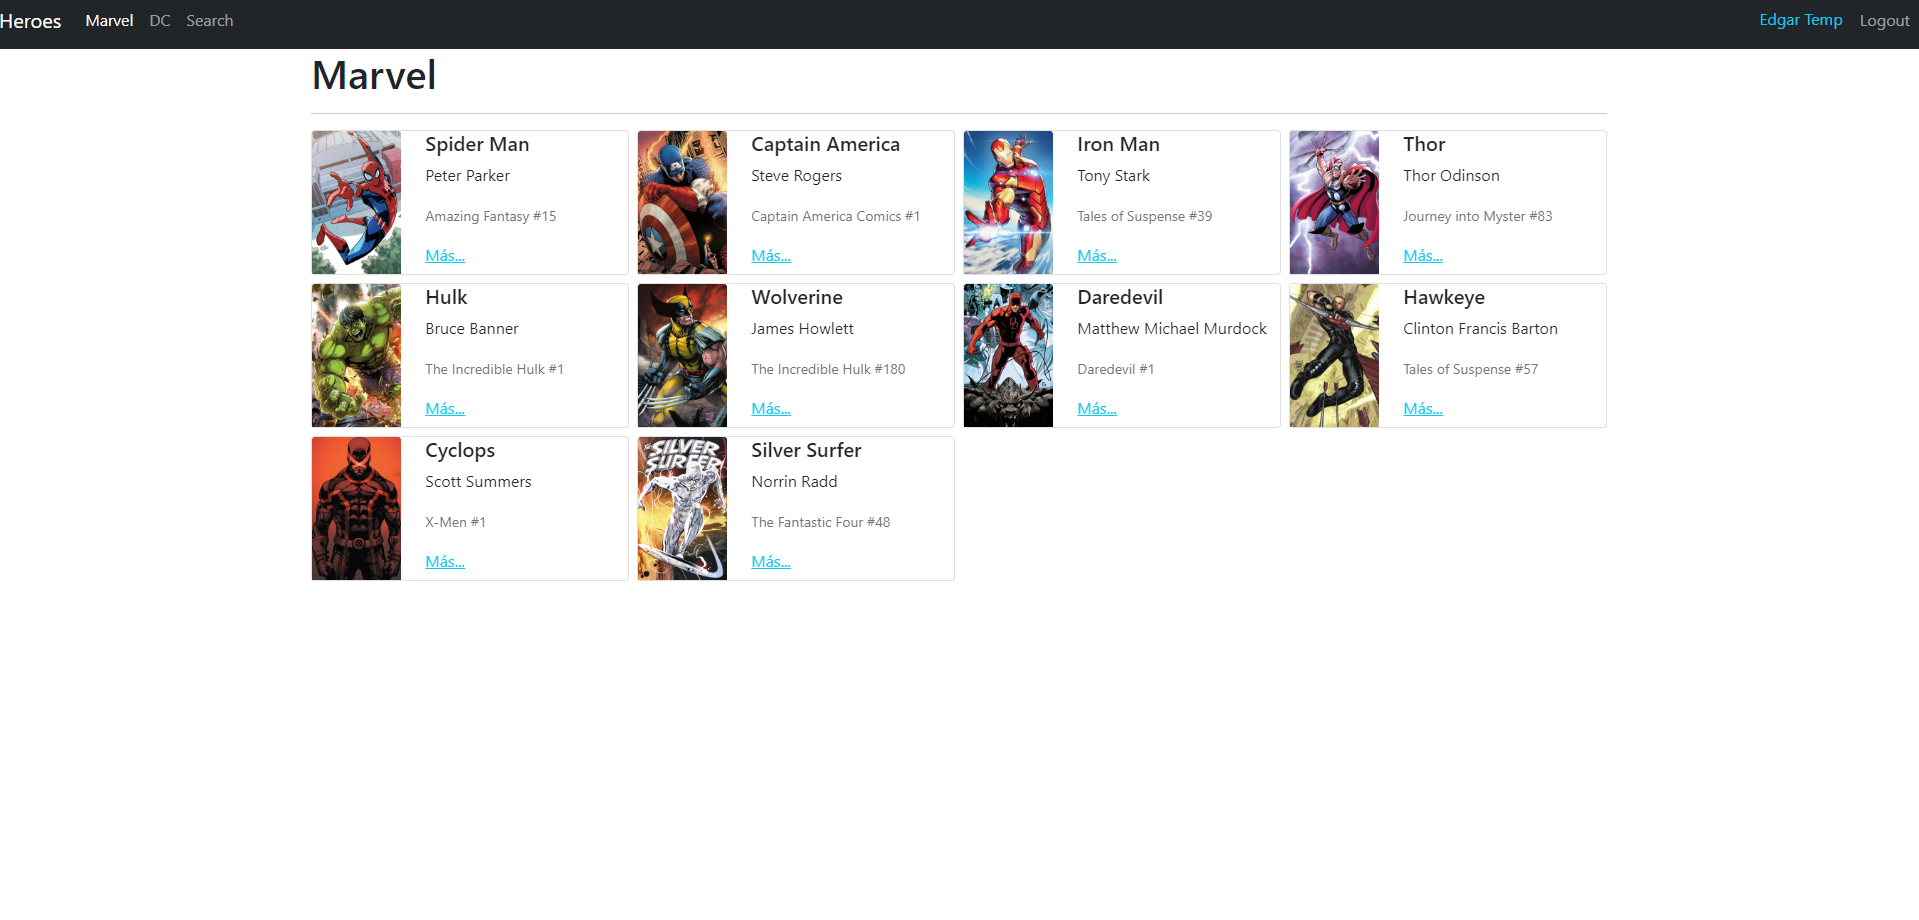 Heroes Marvel DC Search Edgar Temp Logout
Marvel
Spider Man
Peter Parker
Amazing Fantasy #15
Más...
Captain America
Steve Rogers
Captain America Comics #1
Más...
Iron Man
Tony Stark
Tales of Suspense #39
Más...
Thor
Thor Odinson
Journey into Myster #83
Más...
Hulk
Bruce Banner
The Incredible Hulk #1
Más...
Wolverine
James Howlett
The Incredible Hulk #180
Más...
Daredevil
Matthew Michael Murdock
Daredevil #1
Más...
Hawkeye
Clinton Francis Barton
Tales of Suspense #57
Más...
Cyclops
Scott Summers
X-Men #1
Más...
SILVER
SURFER
Silver Surfer
Norrin Radd
The Fantastic Four #48
Más...